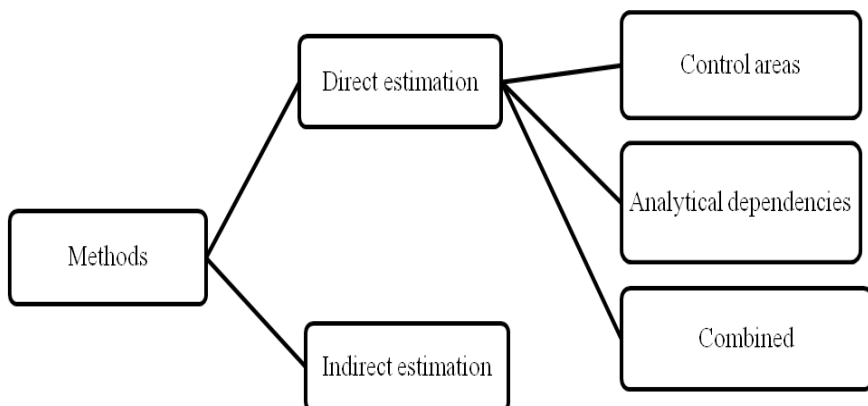 Methods
Direct estimation
Indirect estimation
Control areas
Analytical dependencies
Combined